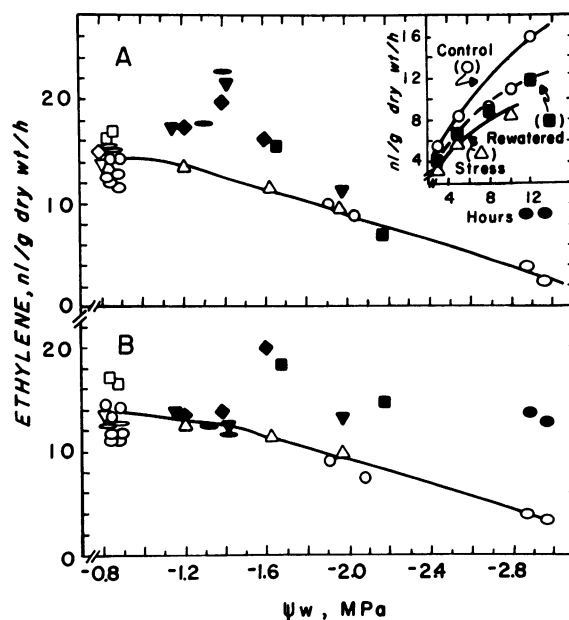 A
20
10
0
ETHYLENE, nl/g dry wt/h
16
12
8
4
nl/g dry wt/h
Control
(○)
(■)
Rewatered
(△)
Stress
4 8 12
Hours
B
20
10
0
-0.8 -1.2 -1.6 -2.0 -2.4 -2.8
Ψw, MPa